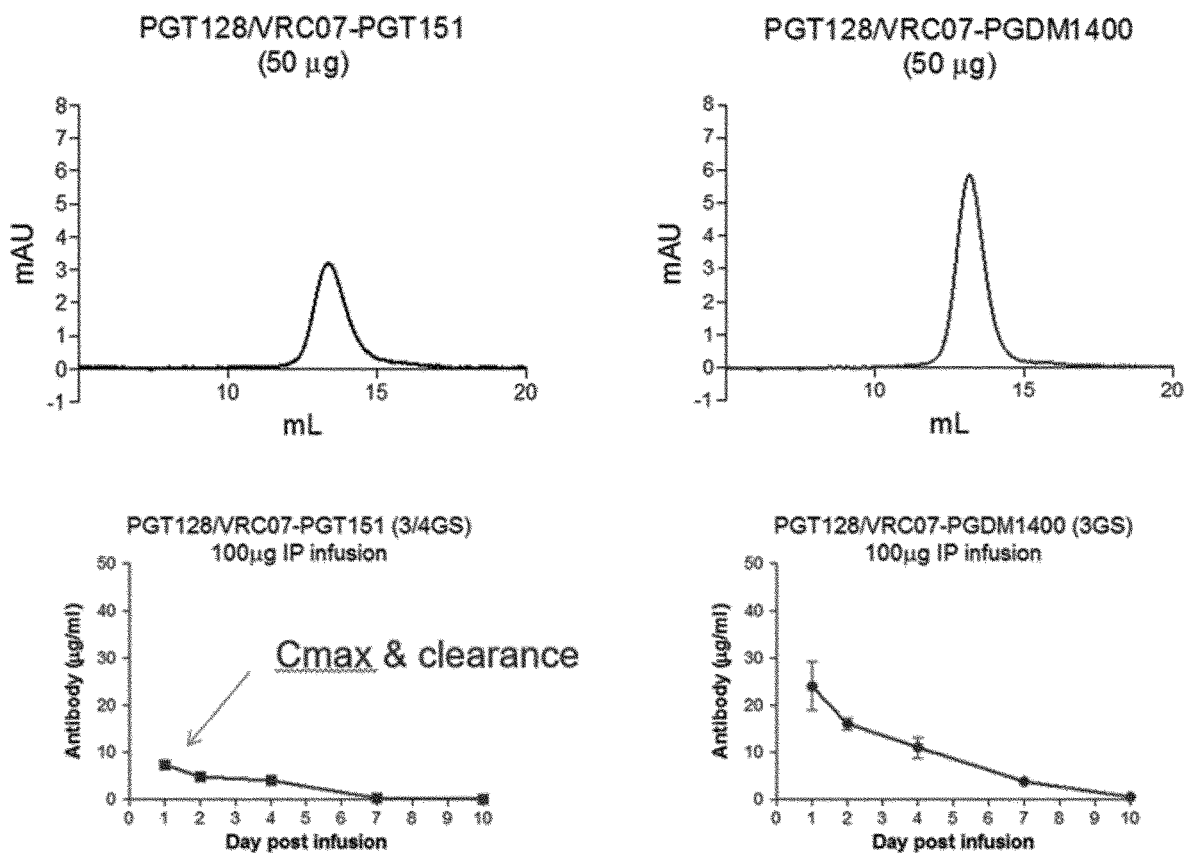 PGT128/VRC07-PGT151
(50 µg)
8
7
6
5
4
3
2
1
0
-1
mAU
10
15
20
mL
PGT128/VRC07-PGDM1400
(50 µg)
8
7
6
5
4
3
2
1
0
-1
mAU
10
15
20
mL
PGT128/VRC07-PGT151 (3/4GS)
100µg IP infusion
50
40
30
20
10
0
Antibody (µg/ml)
Cmax & clearance
0 1 2 3 4 5 6 7 8 9 10
Day post infusion
PGT128/VRC07-PGDM1400 (3GS)
100µg IP infusion
50
40
30
20
10
0
Antibody (µg/ml)
0 1 2 3 4 5 6 7 8 9 10
Day post infusion